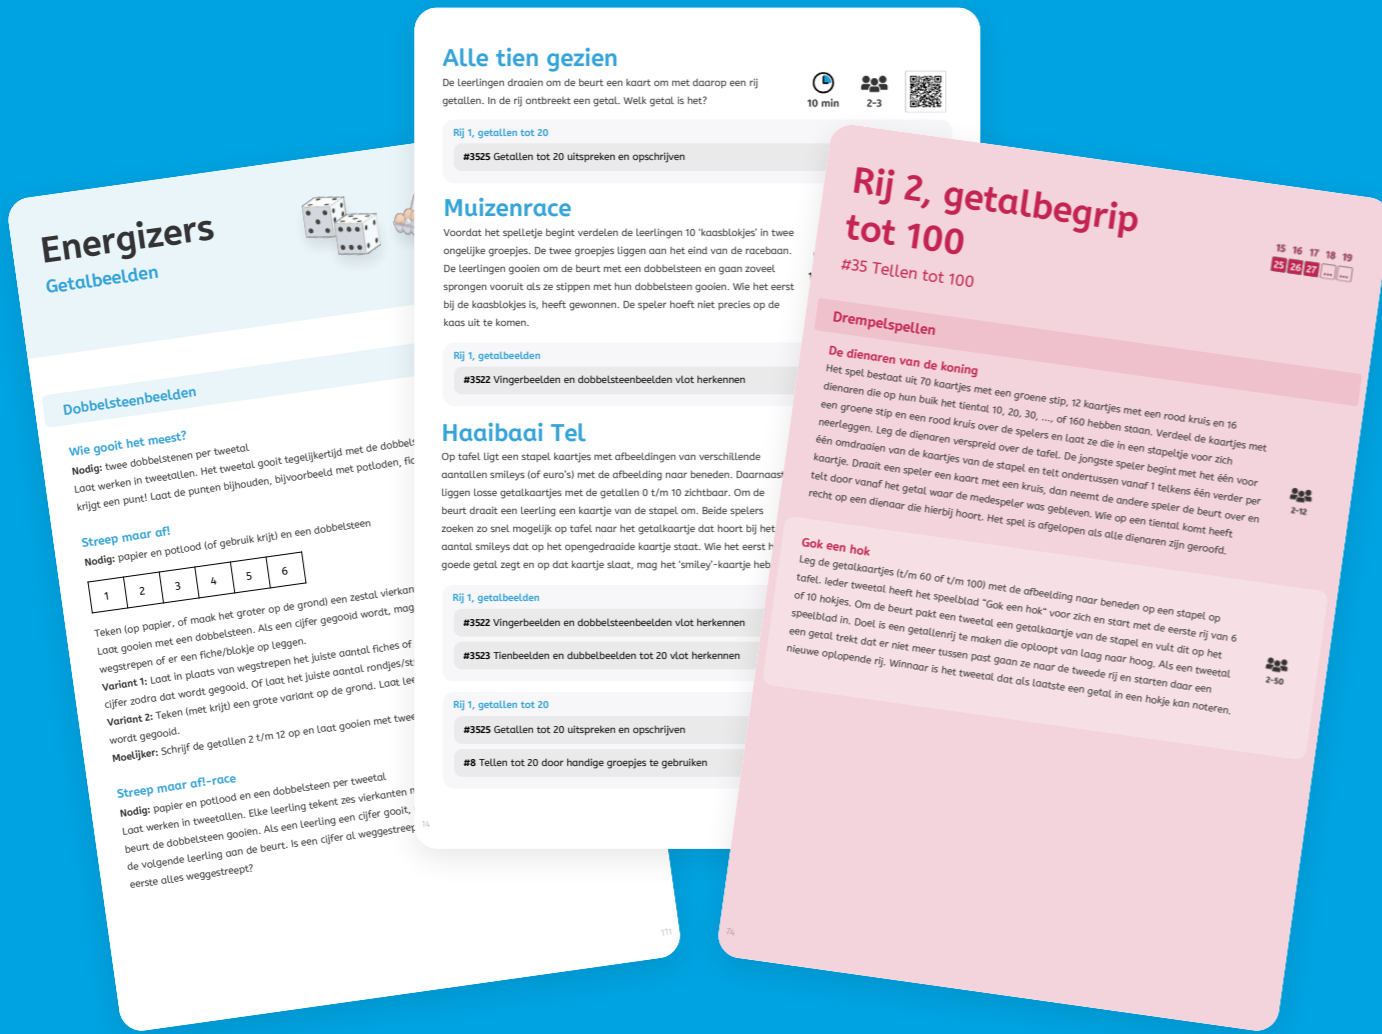 Energizers
Getalbeelden
Dobbelsteenbeelden
Wie gooit het meest?
Nodig: twee dobbelstenen per tweetal
Laat werken in tweetallen. Het tweetal gooit tegelijkertijd met de dobbels
krijgt een punt! Laat de punten bijhouden, bijvoorbeeld met potloden, fic
Streep maar af!
Nodig: papier en potlood (of gebruik krijt) en een dobbelsteen
1 2 3 4 5 6
Teken (op papier, of maak het groter op de grond) een zestal vierkan
Laat gooien met een dobbelsteen. Als een cijfer gegooid wordt, mag
wegstrepen of er een fiche/blokje op leggen.
Variant 1: Laat in plaats van wegstrepen het juiste aantal fiches of
cijfer zodra dat wordt gegooid. Of laat het juiste aantal rondjes/st
Variant 2: Teken (met krijt) een grote variant op de grond. Laat lee
wordt gegooid.
Moelijker: Schrijf de getallen 2 t/m 12 op en laat gooien met twee
Streep maar af!-race
Nodig: papier en potlood en een dobbelsteen per tweetal
Laat werken in tweetallen. Elke leerling tekent zes vierkanten
beurt de dobbelsteen gooien. Als een leerling een cijfer gooit,
de volgende leerling aan de beurt. Is een cijfer al weggestreep
eerste alles weggestreept?
171
Alle tien gezien
De leerlingen draaien om de beurt een kaart om met daarop een rij
getallen. In de rij ontbreekt een getal. Welk getal is het?
10 min
2-3
Rij 1, getallen tot 20
#3525 Getallen tot 20 uitspreken en opschrijven
Muizenrace
Voordat het spelletje begint verdelen de leerlingen 10 'kaasblokjes' in twee
ongelijke groepjes. De twee groepjes liggen aan het eind van de racebaan.
De leerlingen gooien om de beurt met een dobbelsteen en gaan zoveel
sprongen vooruit als ze stippen met hun dobbelsteen gooien. Wie het eerst
bij de kaasblokjes is, heeft gewonnen. De speler hoeft niet precies op de
kaas uit te komen.
Rij 1, getalbeelden
#3522 Vingerbeelden en dobbelsteenbeelden vlot herkennen
Haaibaai Tel
Op tafel ligt een stapel kaartjes met afbeeldingen van verschillende
aantallen smileys (of euro's) met de afbeelding naar beneden. Daarnaast
liggen losse getalkaartjes met de getallen 0 t/m 10 zichtbaar. Om de
beurt draait een leerling een kaartje van de stapel om. Beide spelers
zoeken zo snel mogelijk op tafel naar het getalkaartje dat hoort bij het
aantal smileys dat op het opengedraaide kaartje staat. Wie het eerst h
goede getal zegt en op dat kaartje slaat, mag het 'smiley'-kaartje heb
Rij 1, getalbeelden
#3522 Vingerbeelden en dobbelsteenbeelden vlot herkennen
#3523 Tienbeelden en dubbelbeelden tot 20 vlot herkennen
Rij 1, getallen tot 20
#3525 Getallen tot 20 uitspreken en opschrijven
#8 Tellen tot 20 door handige groepjes te gebruiken
14
Rij 2, getalbegrip
tot 100
#35 Tellen tot 100
15 16 17 18 19
25 26 27 ... ...
Drempelspellen
De dienaren van de koning
Het spel bestaat uit 70 kaartjes met een groene stip, 12 kaartjes met een rood kruis en 16
dienaren die op hun buik het tiental 10, 20, 30, ..., of 160 hebben staan. Verdeel de kaartjes met
een groene stip en een rood kruis over de spelers en laat ze die in een stapeltje voor zich
neerleggen. Leg de dienaren verspreid over de tafel. De jongste speler begint met het één voor
één omdraaien van de kaartjes van de stapel en telt ondertussen vanaf 1 telkens één verder per
kaartje. Draait een speler een kaart met een kruis, dan neemt de andere speler de beurt over en
telt door vanaf het getal waar de medespeler was gebleven. Wie op een tiental komt heeft
recht op een dienaar die hierbij hoort. Het spel is afgelopen als alle dienaren zijn geroofd.
2-12
Gok een hok
Leg de getalkaartjes (t/m 60 of t/m 100) met de afbeelding naar beneden op een stapel op
tafel. Ieder tweetal heeft het speelblad "Gok een hok" voor zich en start met de eerste rij van 6
of 10 hokjes. Om de beurt pakt een tweetal een getalkaartje van de stapel en vult dit op het
speelblad in. Doel is een getallenrij te maken die oploopt van laag naar hoog. Als een tweetal
een getal trekt dat er niet meer tussen past gaan ze naar de tweede rij en starten daar een
nieuwe oplopende rij. Winnaar is het tweetal dat als laatste een getal in een hokje kan noteren.
2-50
74